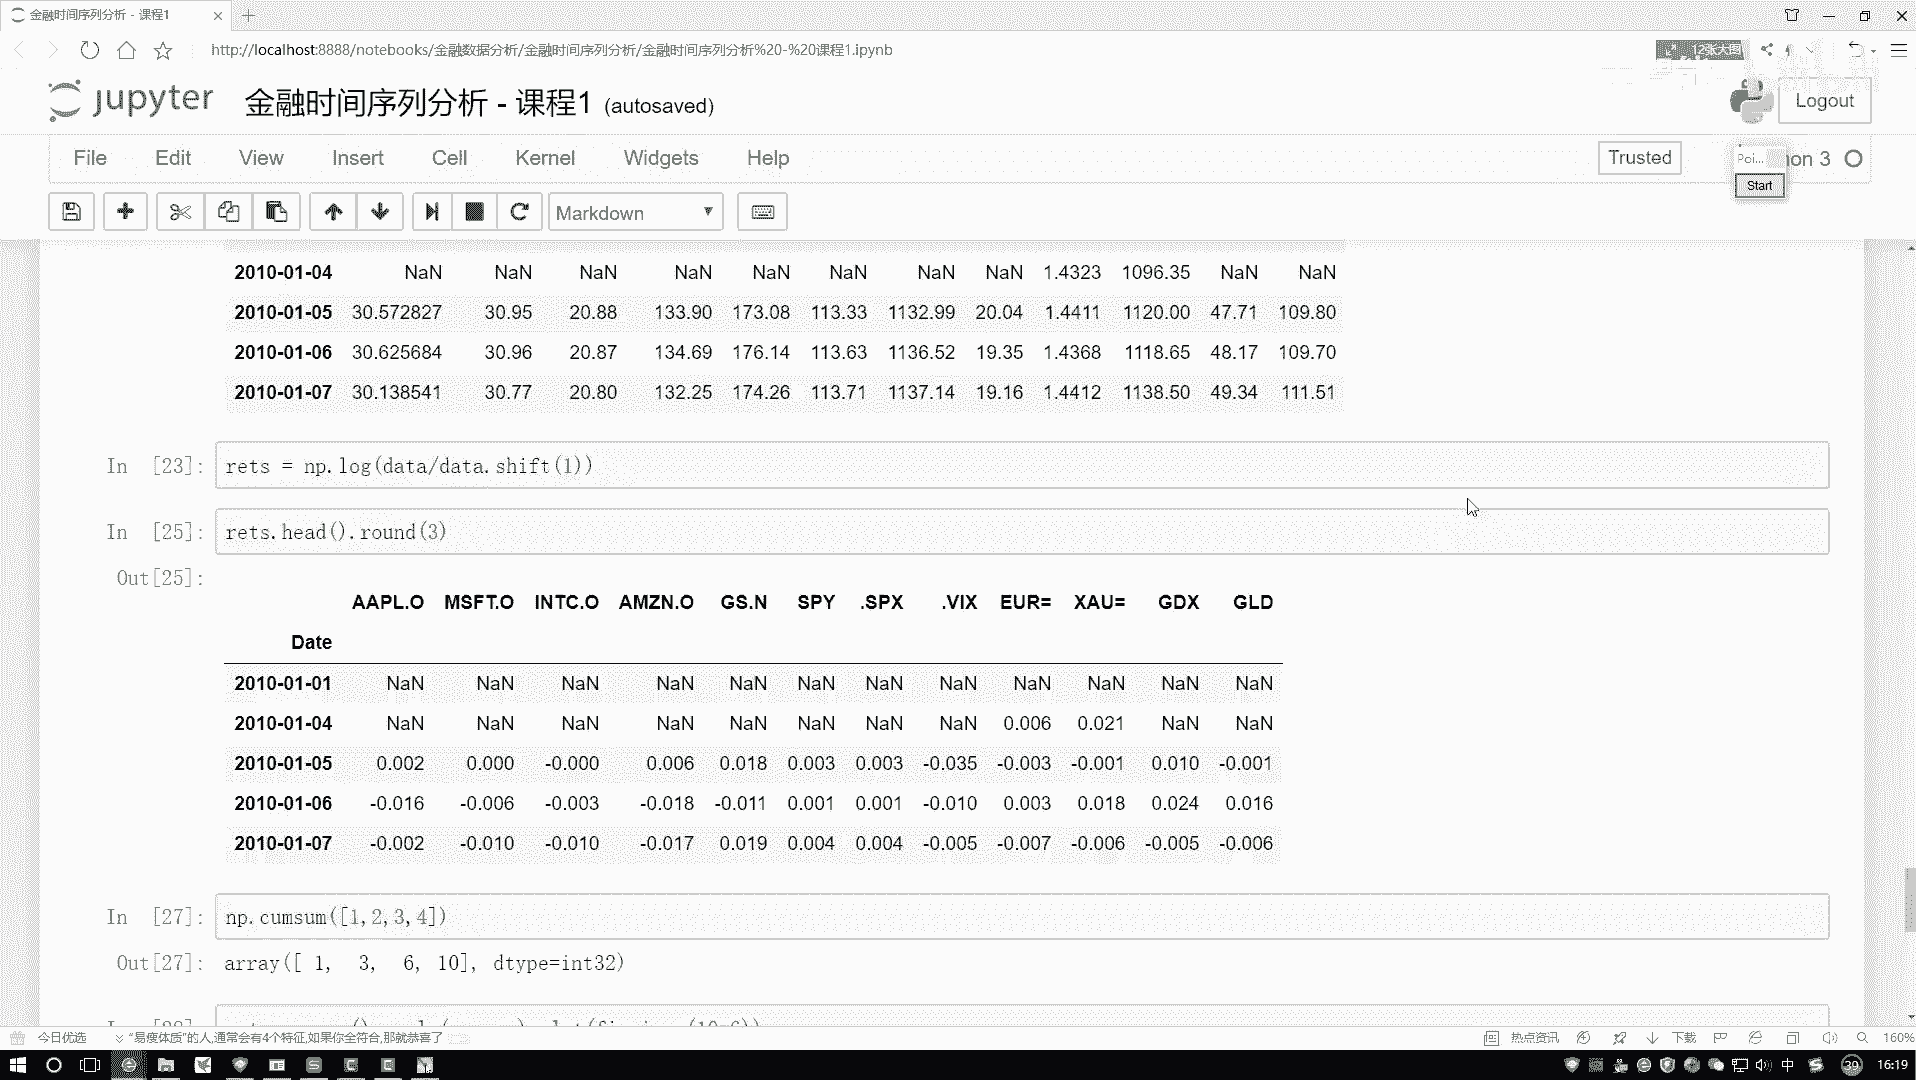 金融时间序列分析 - 课程1
http://localhost:8888/notebooks/金融数据分析/金融时间序列分析/金融时间序列分析%20-%20课程1.ipynb
12张大图
jupyter 金融时间序列分析 - 课程1 (autosaved)
Logout
File Edit View Insert Cell Kernel Widgets Help
Trusted
Poi... hon 3
Start
Markdown
2010-01-04 NaN NaN NaN NaN NaN NaN NaN NaN 1.4323 1096.35 NaN NaN
2010-01-05 30.572827 30.95 20.88 133.90 173.08 113.33 1132.99 20.04 1.4411 1120.00 47.71 109.80
2010-01-06 30.625684 30.96 20.87 134.69 176.14 113.63 1136.52 19.35 1.4368 1118.65 48.17 109.70
2010-01-07 30.138541 30.77 20.80 132.25 174.26 113.71 1137.14 19.16 1.4412 1138.50 49.34 111.51
In [23]: rets = np.log(data/data.shift(1))
In [25]: rets.head().round(3)
Out[25]:
AAPL.O MSFT.O INTC.O AMZN.O GS.N SPY .SPX .VIX EUR= XAU= GDX GLD
Date
2010-01-01 NaN NaN NaN NaN NaN NaN NaN NaN NaN NaN NaN NaN
2010-01-04 NaN NaN NaN NaN NaN NaN NaN NaN 0.006 0.021 NaN NaN
2010-01-05 0.002 0.000 -0.000 0.006 0.018 0.003 0.003 -0.035 -0.003 -0.001 0.010 -0.001
2010-01-06 -0.016 -0.006 -0.003 -0.018 -0.011 0.001 0.001 -0.010 0.003 0.018 0.024 0.016
2010-01-07 -0.002 -0.010 -0.010 -0.017 0.019 0.004 0.004 -0.005 -0.007 -0.006 -0.005 -0.006
In [27]: np.cumsum([1,2,3,4])
Out[27]: array([ 1, 3, 6, 10], dtype=int32)
今日优选 “易瘦体质”的人,通常会有4个特征,如果你全符合,那就恭喜了
热点资讯 下载 160%
中 39 16:19